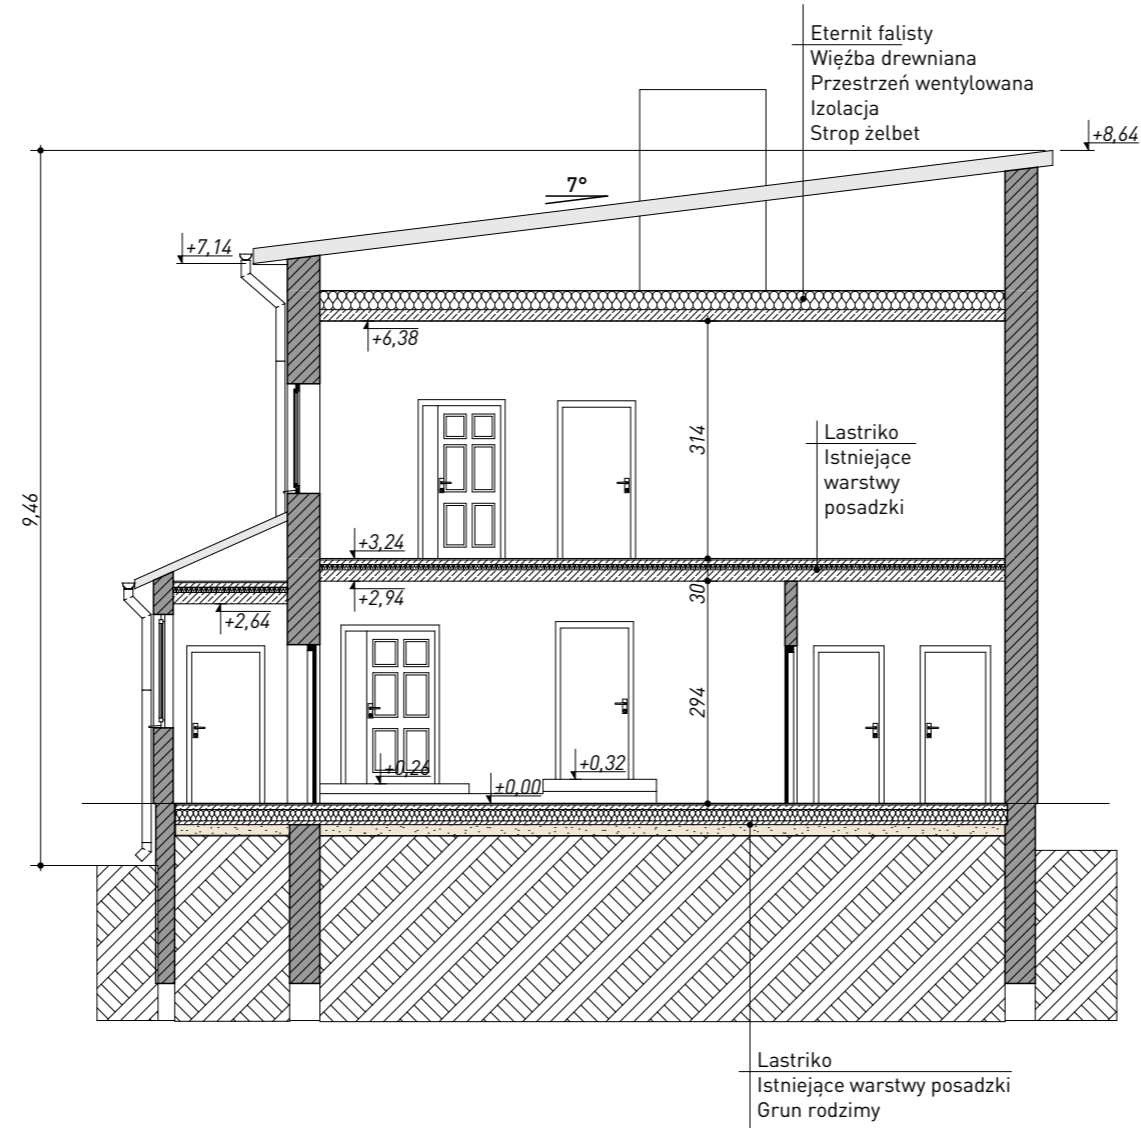 Eternit falisty
Więźba drewniana
Przestrzeń wentylowana
Izolacja
Strop żelbet
+8,64
7°
+7,14
+6,38
314
Lastriko
Istniejące
warstwy
posadzki
9,46
+3,24
30
+2,94
+2,64
294
+0,26
+0,32
+0,00
Lastriko
Istniejące warstwy posadzki
Grun rodzimy